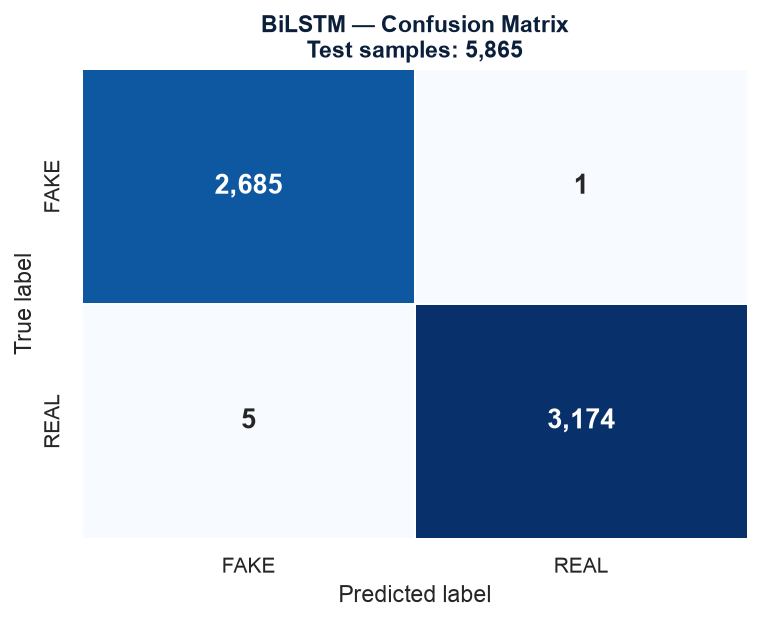 BiLSTM — Confusion Matrix
Test samples: 5,865
True label
FAKE
2,685
1
REAL
5
3,174
FAKE
REAL
Predicted label